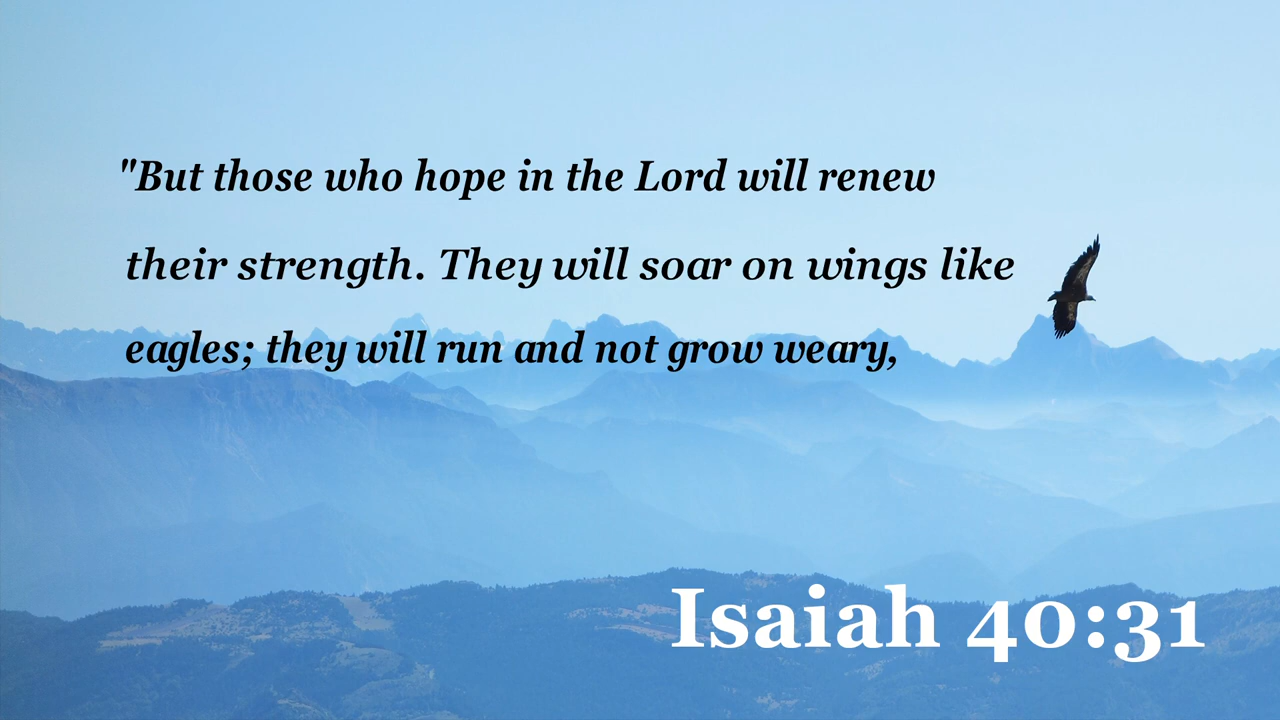 "But those who hope in the Lord will renew
their strength. They will soar on wings like
eagles; they will run and not grow weary,
Isaiah 40:31